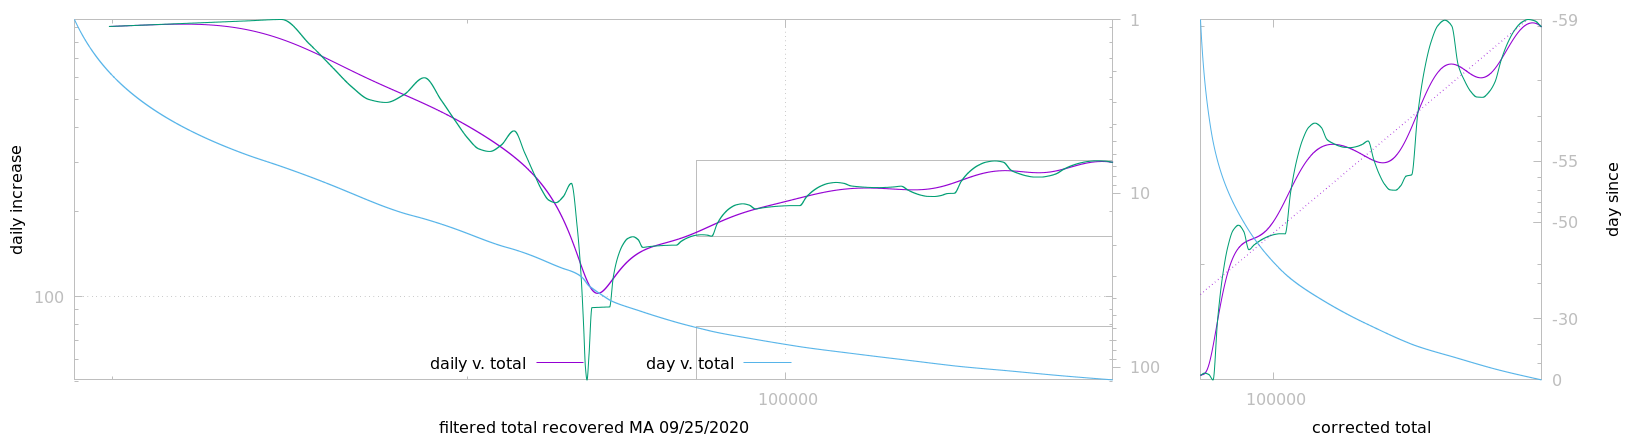 1
-59
daily increase
-55
day since
10
-50
100
-30
daily v. total
day v. total
100
0
100000
100000
filtered total recovered MA 09/25/2020
corrected total